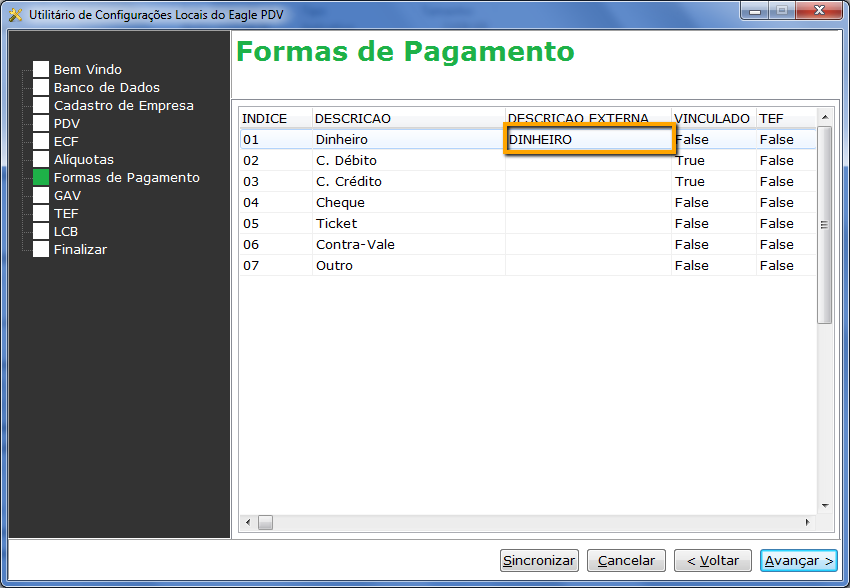 Utilitário de Configurações Locais do Eagle PDV
Bem Vindo
Banco de Dados
Cadastro de Empresa
PDV
ECF
Alíquotas
Formas de Pagamento
GAV
TEF
LCB
Finalizar
Formas de Pagamento
INDICE DESCRICAO DESCRICAO EXTERNA VINCULADO TEF
01 Dinheiro DINHEIRO False False
02 C. Débito True False
03 C. Crédito True False
04 Cheque False False
05 Ticket False False
06 Contra-Vale False False
07 Outro False False
Sincronizar Cancelar < Voltar Avançar >